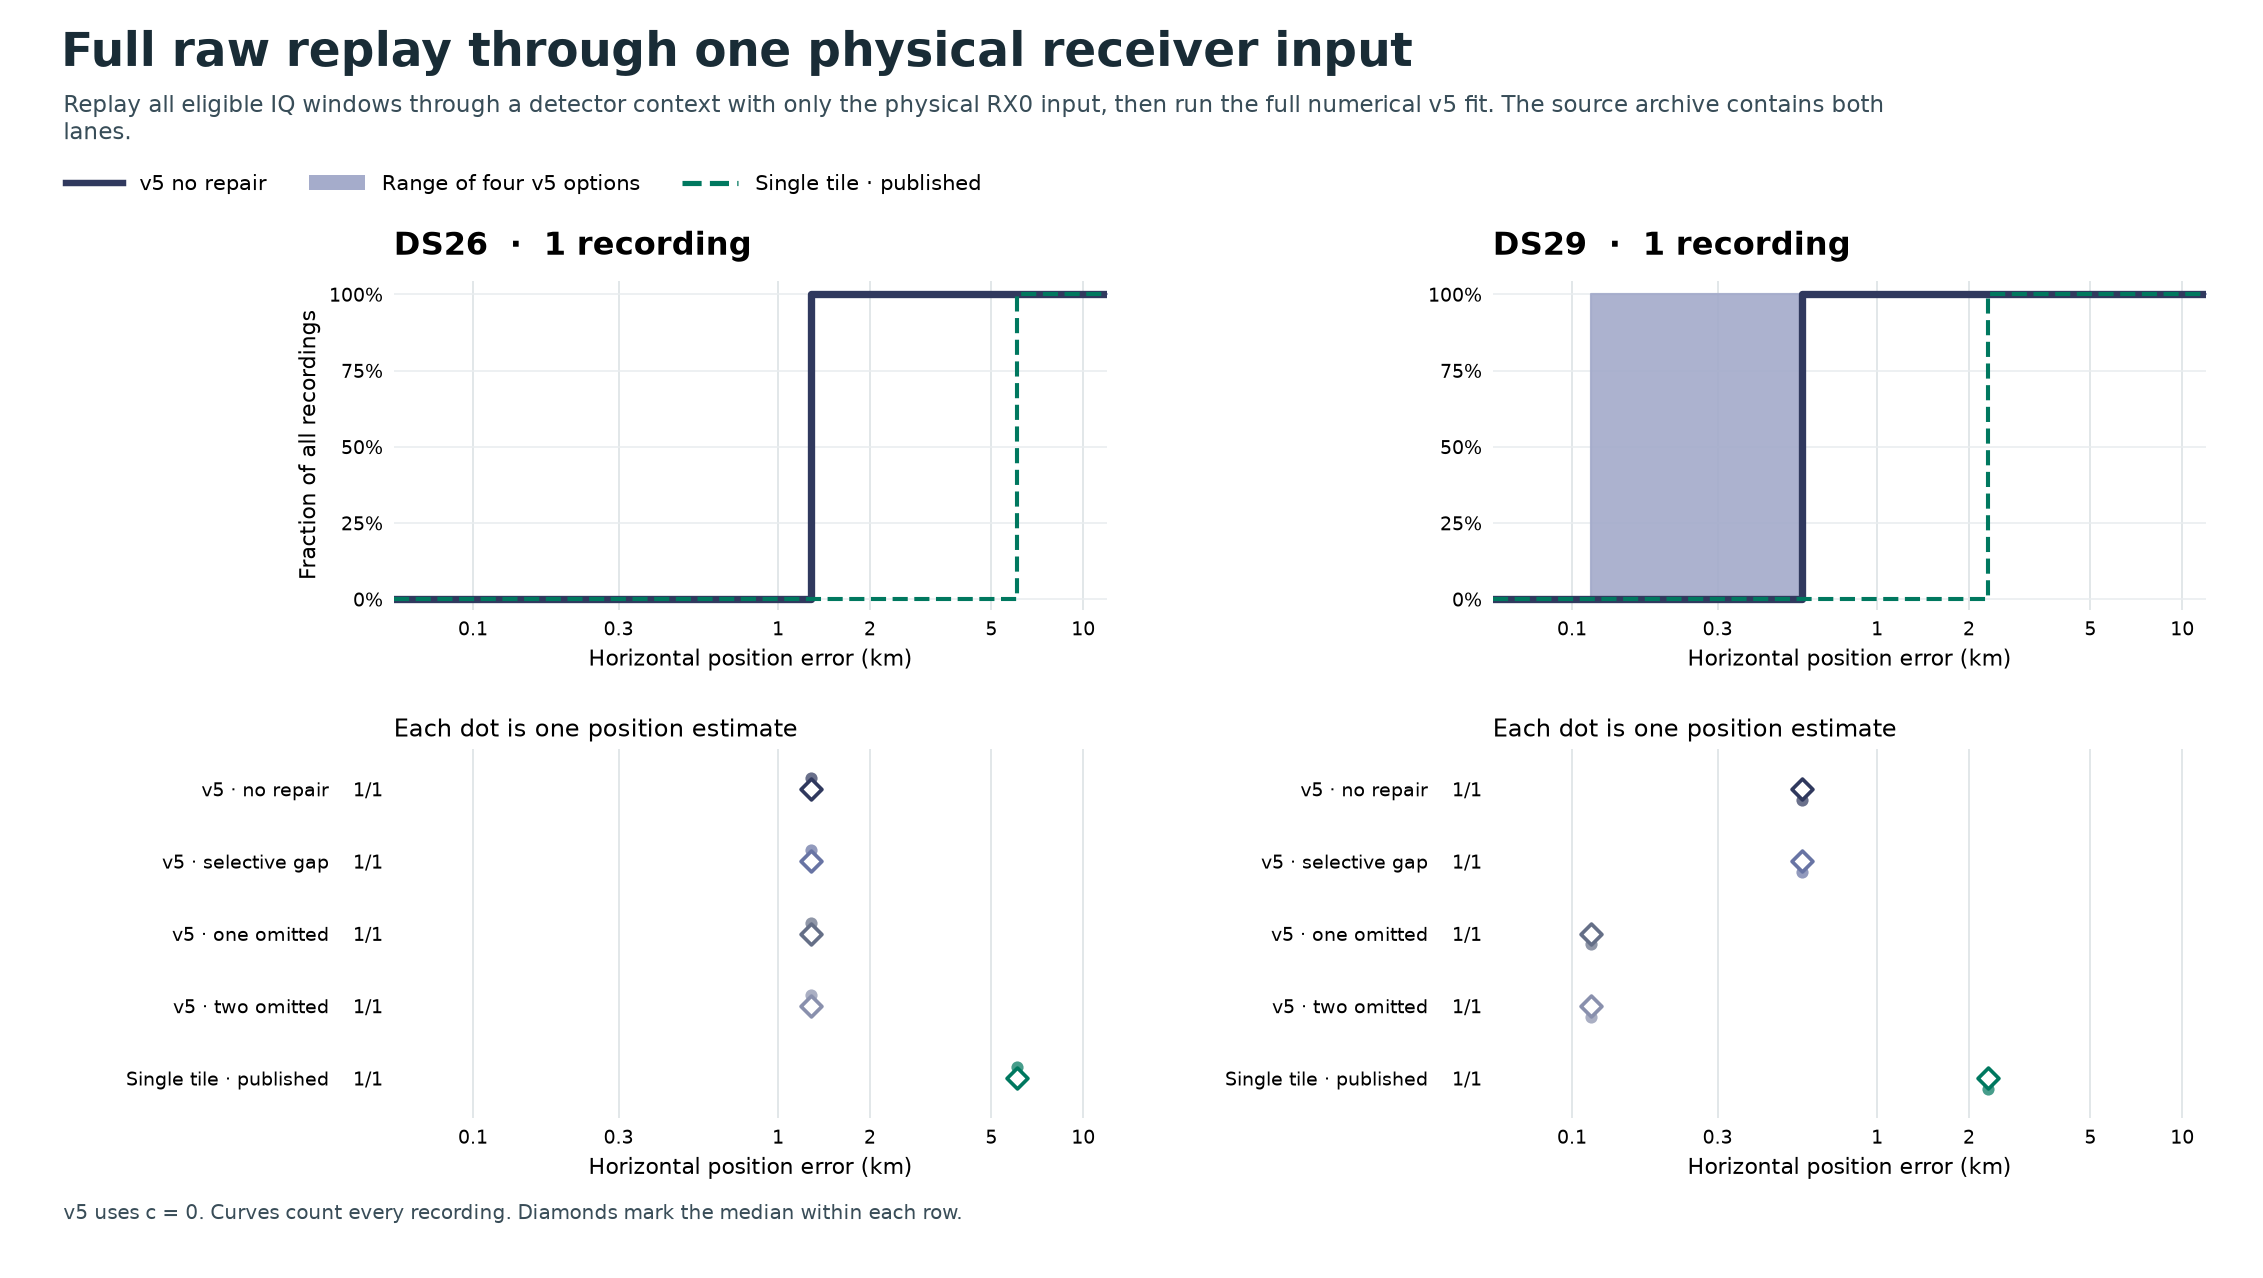 Full raw replay through one physical receiver input
Replay all eligible IQ windows through a detector context with only the physical RX0 input, then run the full numerical v5 fit. The source archive contains both
lanes.
v5 no repair
Range of four v5 options
Single tile · published
DS26 · 1 recording
Fraction of all recordings
100%
75%
50%
25%
0%
0.1 0.3 1 2 5 10
Horizontal position error (km)
DS29 · 1 recording
100%
75%
50%
25%
0%
0.1 0.3 1 2 5 10
Horizontal position error (km)
Each dot is one position estimate
v5 · no repair 1/1
v5 · selective gap 1/1
v5 · one omitted 1/1
v5 · two omitted 1/1
Single tile · published 1/1
0.1 0.3 1 2 5 10
Horizontal position error (km)
Each dot is one position estimate
v5 · no repair 1/1
v5 · selective gap 1/1
v5 · one omitted 1/1
v5 · two omitted 1/1
Single tile · published 1/1
0.1 0.3 1 2 5 10
Horizontal position error (km)
v5 uses c = 0. Curves count every recording. Diamonds mark the median within each row.